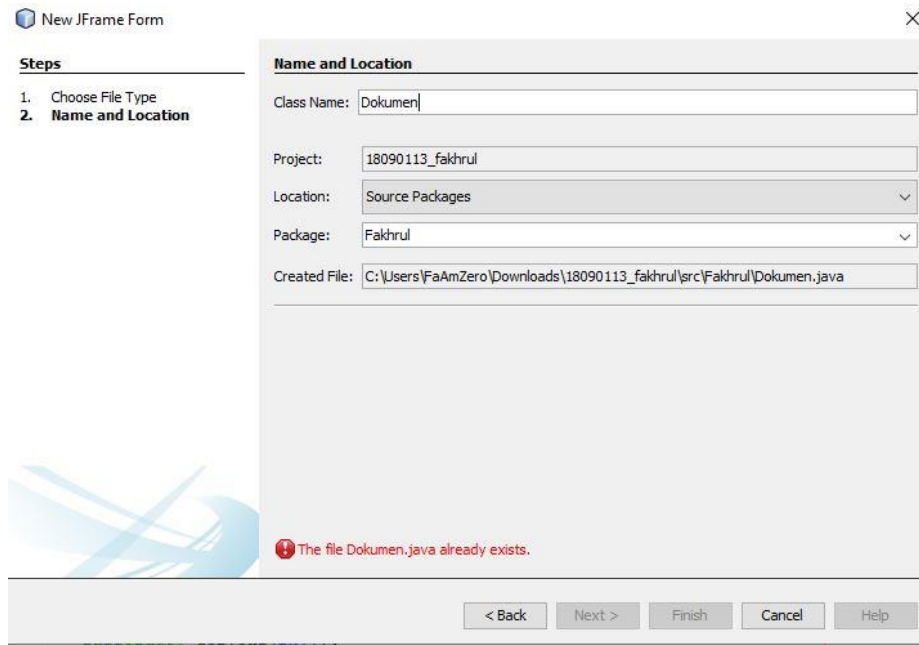 New JFrame Form
Steps
1. Choose File Type
2. Name and Location
Name and Location
Class Name: Dokumen
Project: 18090113_fakhrul
Location: Source Packages
Package: Fakhrul
Created File: C:\Users\FaAmZero\Downloads\18090113_fakhrul\src\Fakhrul\Dokumen.java
The file Dokumen.java already exists.
< Back Next > Finish Cancel Help